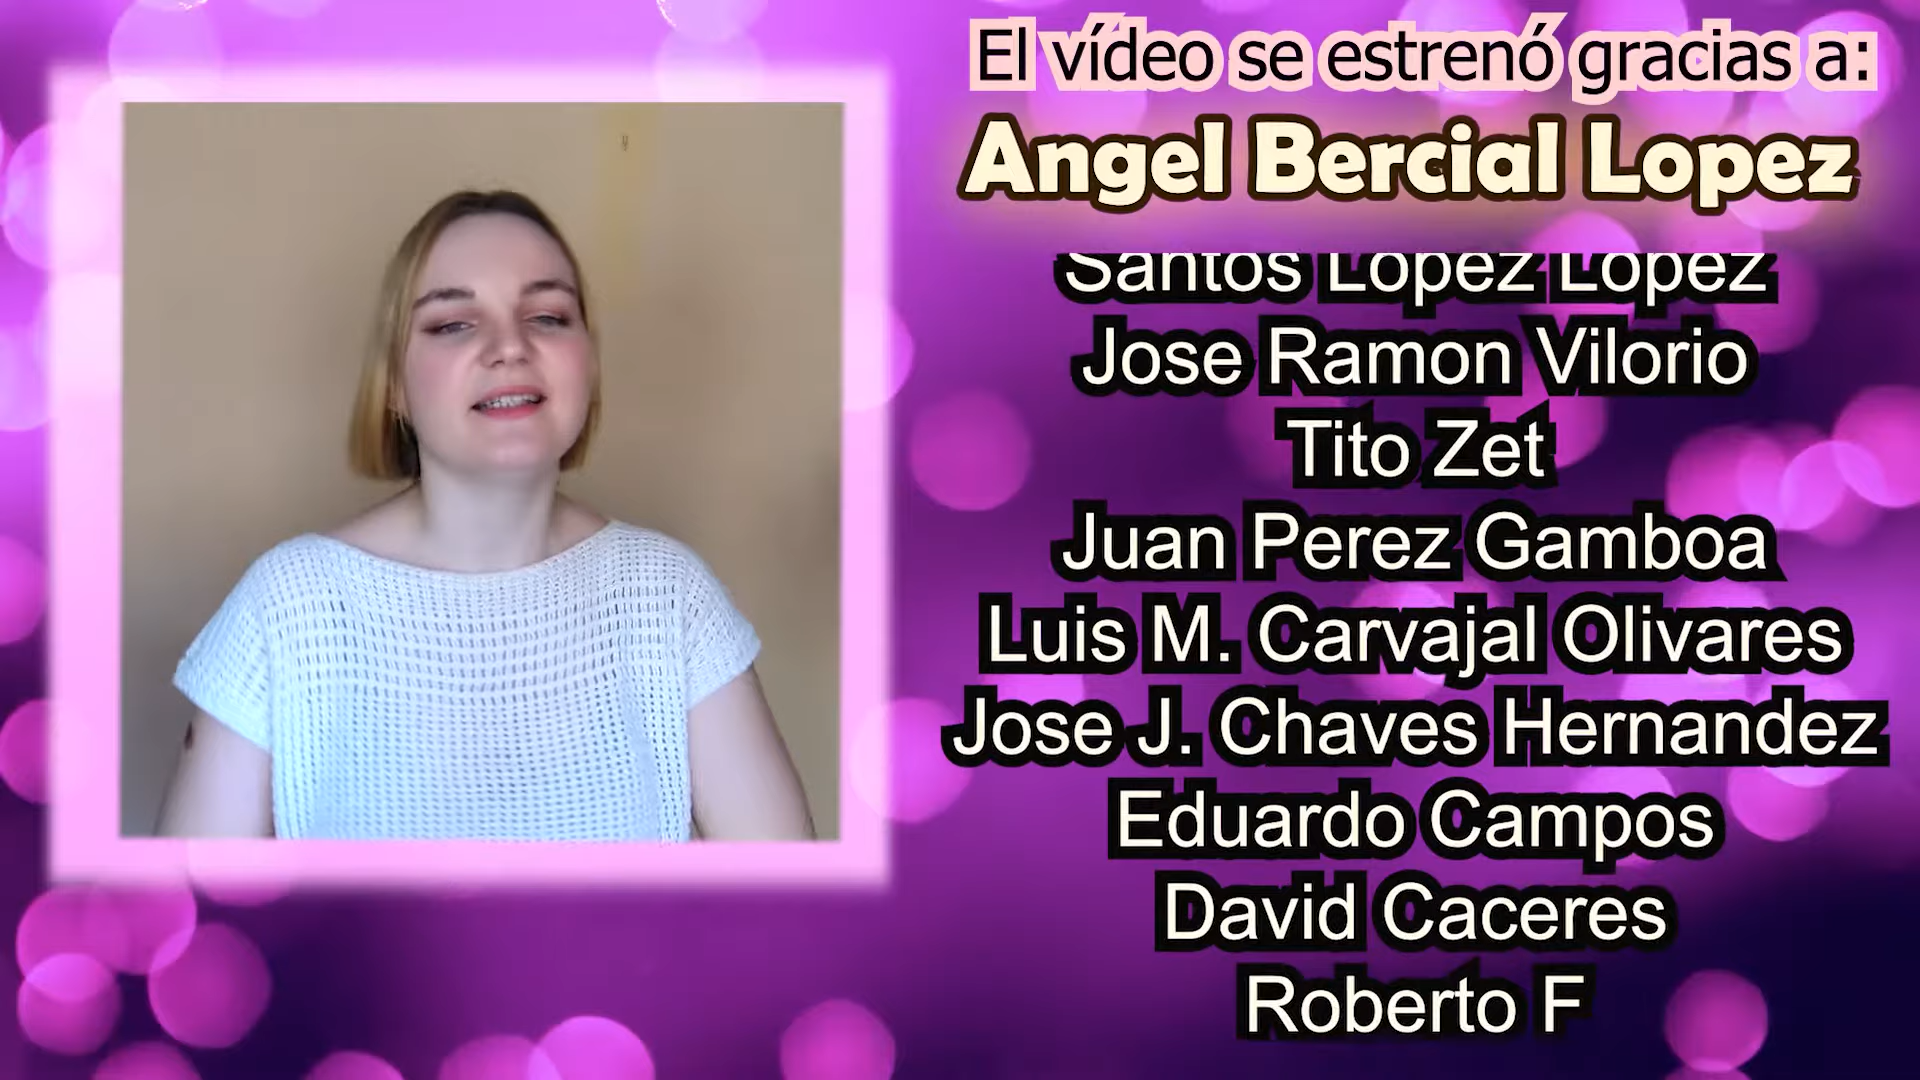 El vídeo se estrenó gracias a:
Angel Bercial Lopez
Santos Lopez Lopez
Jose Ramon Vilorio
Tito Zet
Juan Perez Gamboa
Luis M. Carvajal Olivares
Jose J. Chaves Hernandez
Eduardo Campos
David Caceres
Roberto F